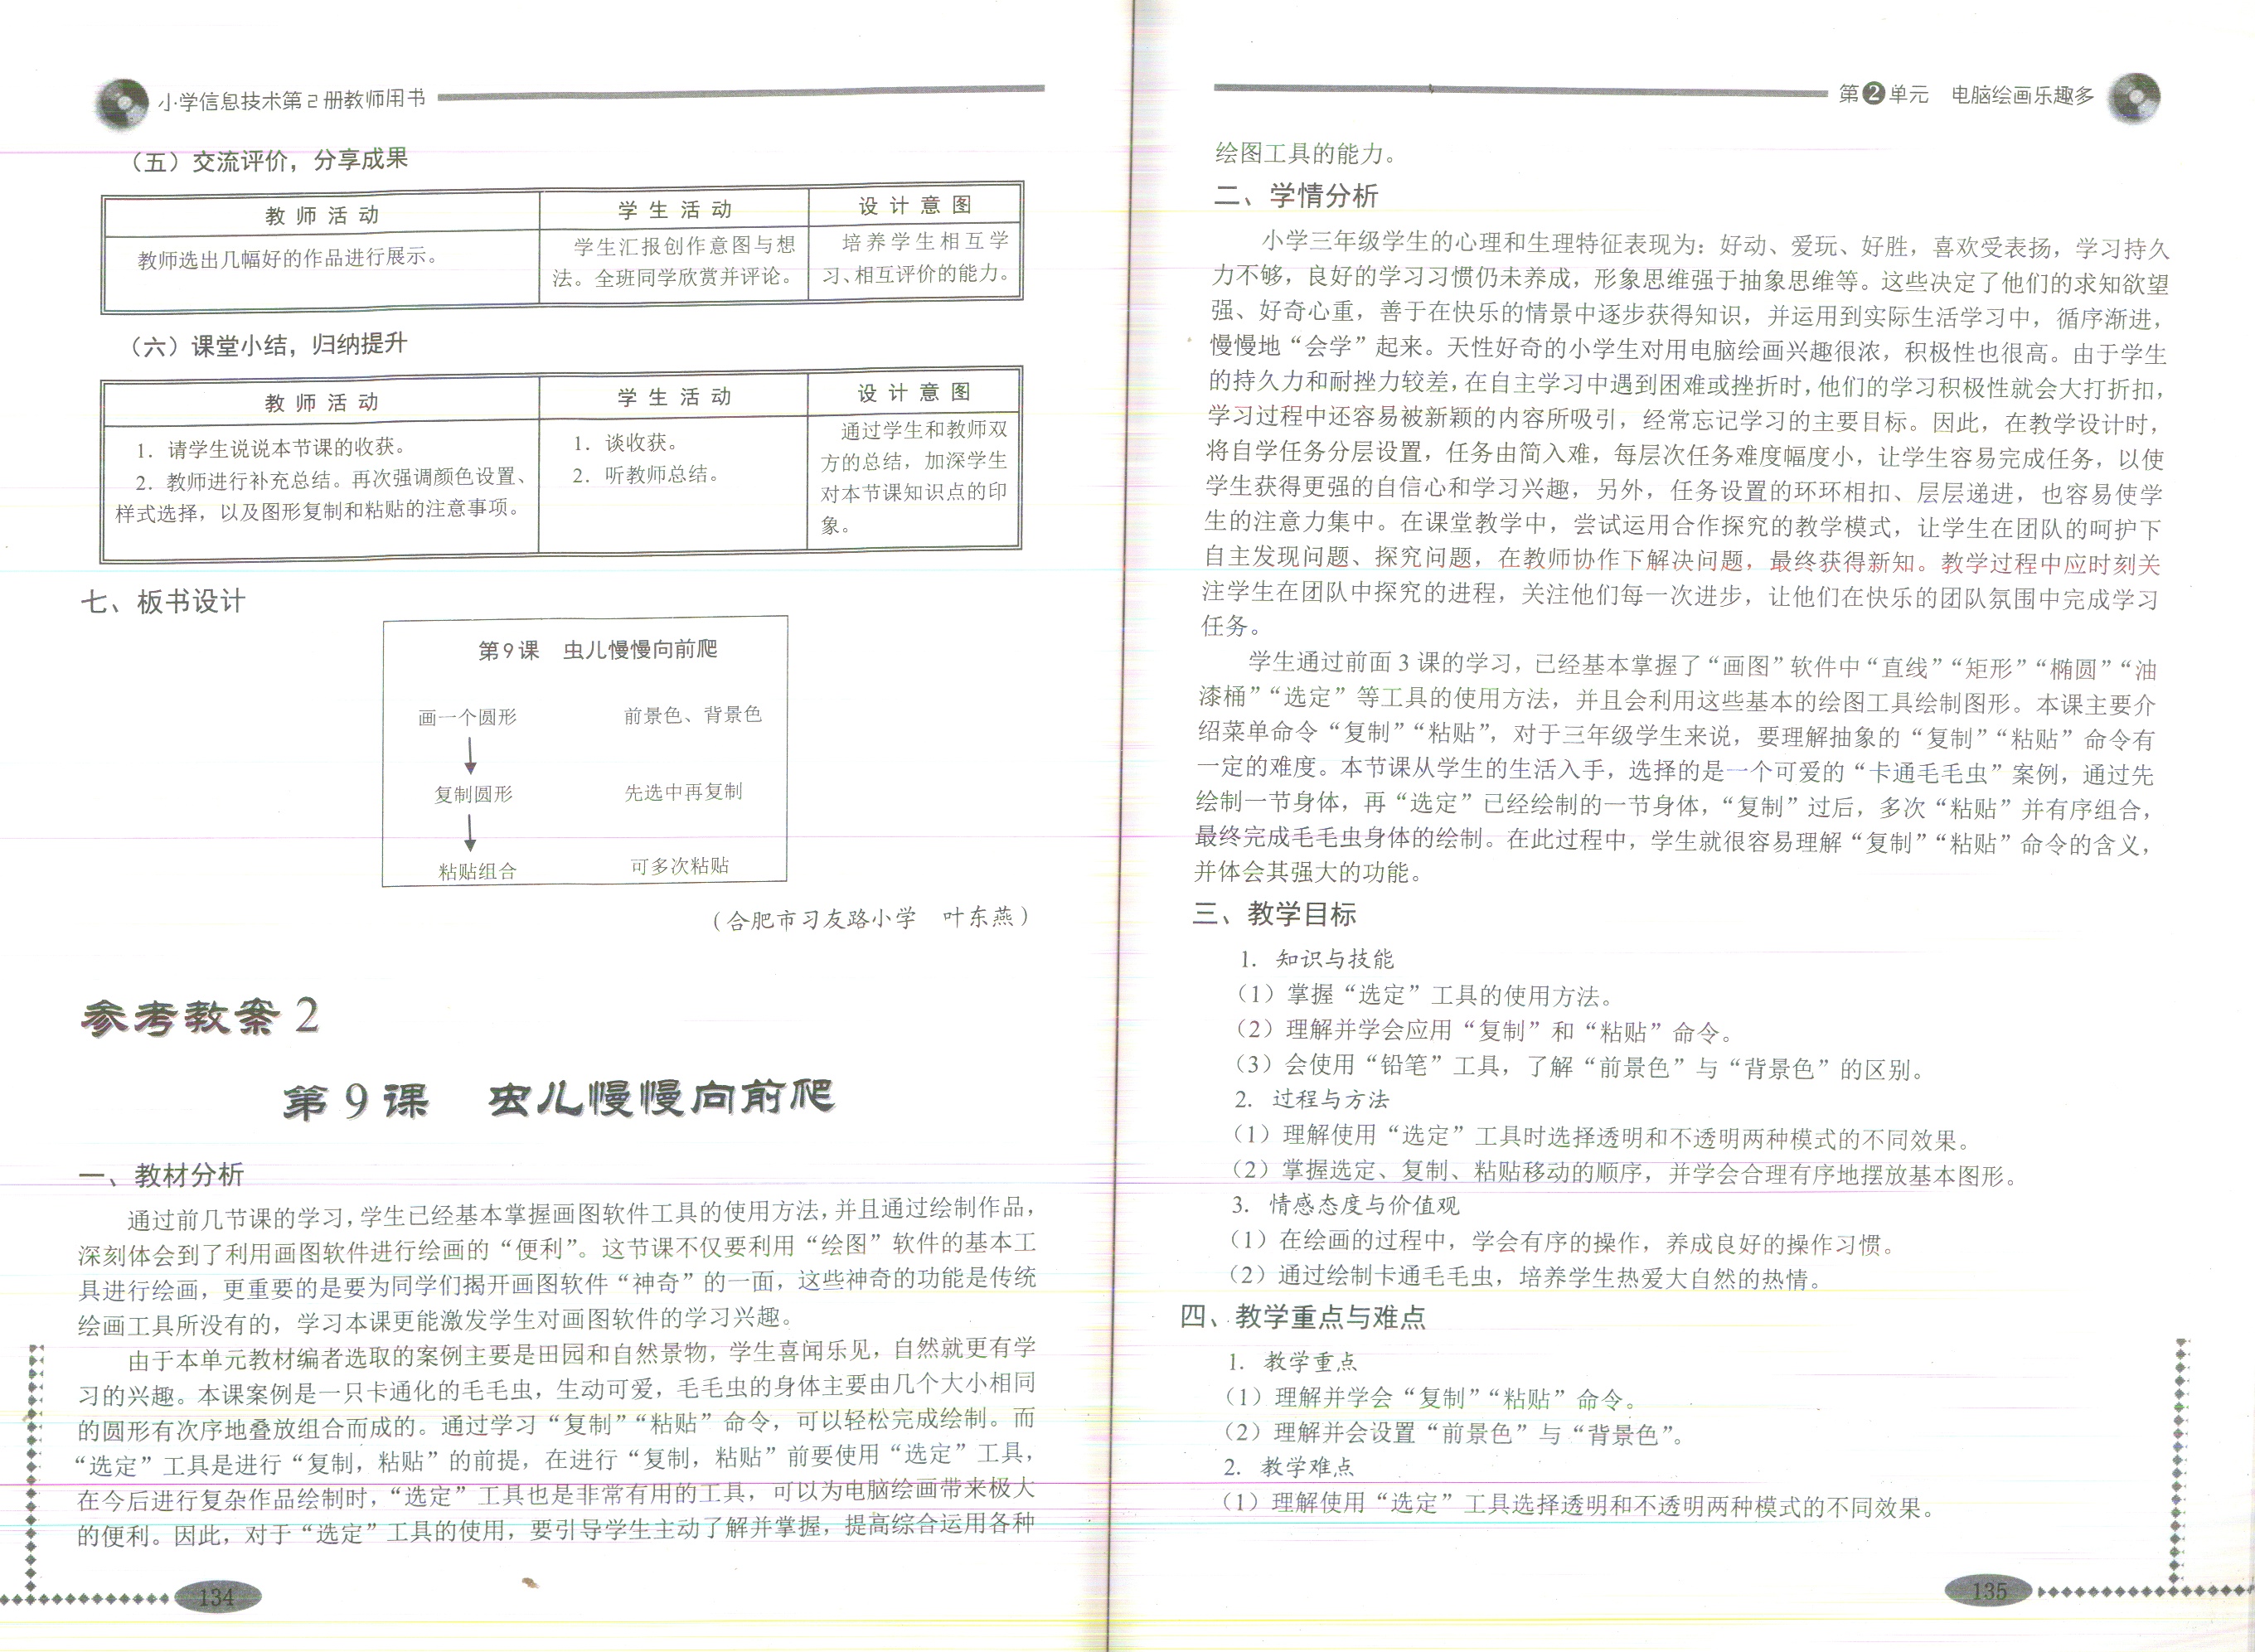 小学信息技术第2册教师用书
（五）交流评价，分享成果
教 师 活 动
学 生 活 动
设 计 意 图
教师选出几幅好的作品进行展示。
学生汇报创作意图与想
法。全班同学欣赏并评论。
培养学生相互学
习、相互评价的能力。
（六）课堂小结，归纳提升
教 师 活 动
学 生 活 动
设 计 意 图
1. 请学生说说本节课的收获。
2. 教师进行补充总结。再次强调颜色设置、
样式选择，以及图形复制和粘贴的注意事项。
1. 谈收获。
2. 听教师总结。
通过学生和教师双
方的总结，加深学生
对本节课知识点的印
象。
七、板书设计
第9课 虫儿慢慢向前爬
画一个圆形 前景色、背景色
复制圆形 先选中再复制
粘贴组合 可多次粘贴
（合肥市习友路小学 叶东燕）
参考教案 2
第 9 课 虫儿慢慢向前爬
一、教材分析
通过前几节课的学习，学生已经基本掌握画图软件工具的使用方法，并且通过绘制作品，
深刻体会到了利用画图软件进行绘画的“便利”。这节课不仅要利用“绘图”软件的基本工
具进行绘画，更重要的是要为同学们揭开画图软件“神奇”的一面，这些神奇的功能是传统
绘画工具所没有的，学习本课更能激发学生对画图软件的学习兴趣。
由于本单元教材编者选取的案例主要是田园和自然景物，学生喜闻乐见，自然就更有学
习的兴趣。本课案例是一只卡通化的毛毛虫，生动可爱，毛毛虫的身体主要由几个大小相同
的圆形有次序地叠放组合而成的。通过学习“复制”“粘贴”命令，可以轻松完成绘制。而
“选定”工具是进行“复制，粘贴”的前提，在进行“复制，粘贴”前要使用“选定”工具，
在今后进行复杂作品绘制时，“选定”工具也是非常有用的工具，可以为电脑绘画带来极大
的便利。因此，对于“选定”工具的使用，要引导学生主动了解并掌握，提高综合运用各种
134
第2单元 电脑绘画乐趣多
绘图工具的能力。
二、学情分析
小学三年级学生的心理和生理特征表现为：好动、爱玩、好胜，喜欢受表扬，学习持久
力不够，良好的学习习惯仍未养成，形象思维强于抽象思维等。这些决定了他们的求知欲望
强、好奇心重，善于在快乐的情景中逐步获得知识，并运用到实际生活学习中，循序渐进，
慢慢地“会学”起来。天性好奇的小学生对用电脑绘画兴趣很浓，积极性也很高。由于学生
的持久力和耐挫力较差，在自主学习中遇到困难或挫折时，他们的学习积极性就会大打折扣，
学习过程中还容易被新颖的内容所吸引，经常忘记学习的主要目标。因此，在教学设计时，
将自学任务分层设置，任务由简入难，每层次任务难度幅度小，让学生容易完成任务，以使
学生获得更强的自信心和学习兴趣，另外，任务设置的环环相扣、层层递进，也容易使学
生的注意力集中。在课堂教学中，尝试运用合作探究的教学模式，让学生在团队的呵护下
自主发现问题、探究问题，在教师协作下解决问题，最终获得新知。教学过程中应时刻关
注学生在团队中探究的进程，关注他们每一次进步，让他们在快乐的团队氛围中完成学习
任务。
学生通过前面 3 课的学习，已经基本掌握了“画图”软件中“直线”“矩形”“椭圆”“油
漆桶”“选定”等工具的使用方法，并且会利用这些基本的绘图工具绘制图形。本课主要介
绍菜单命令“复制”“粘贴”，对于三年级学生来说，要理解抽象的“复制”“粘贴”命令有
一定的难度。本节课从学生的生活入手，选择的是一个可爱的“卡通毛毛虫”案例，通过先
绘制一节身体，再“选定”已经绘制的一节身体，“复制”过后，多次“粘贴”并有序组合，
最终完成毛毛虫身体的绘制。在此过程中，学生就很容易理解“复制”“粘贴”命令的含义，
并体会其强大的功能。
三、教学目标
1. 知识与技能
（1）掌握“选定”工具的使用方法。
（2）理解并学会应用“复制”和“粘贴”命令。
（3）会使用“铅笔”工具，了解“前景色”与“背景色”的区别。
2. 过程与方法
（1）理解使用“选定”工具时选择透明和不透明两种模式的不同效果。
（2）掌握选定、复制、粘贴移动的顺序，并学会合理有序地摆放基本图形。
3. 情感态度与价值观
（1）在绘画的过程中，学会有序的操作，养成良好的操作习惯。
（2）通过绘制卡通毛毛虫，培养学生热爱大自然的热情。
四、教学重点与难点
1. 教学重点
（1）理解并学会“复制”“粘贴”命令。
（2）理解并会设置“前景色”与“背景色”。
2. 教学难点
（1）理解使用“选定”工具选择透明和不透明两种模式的不同效果。
135